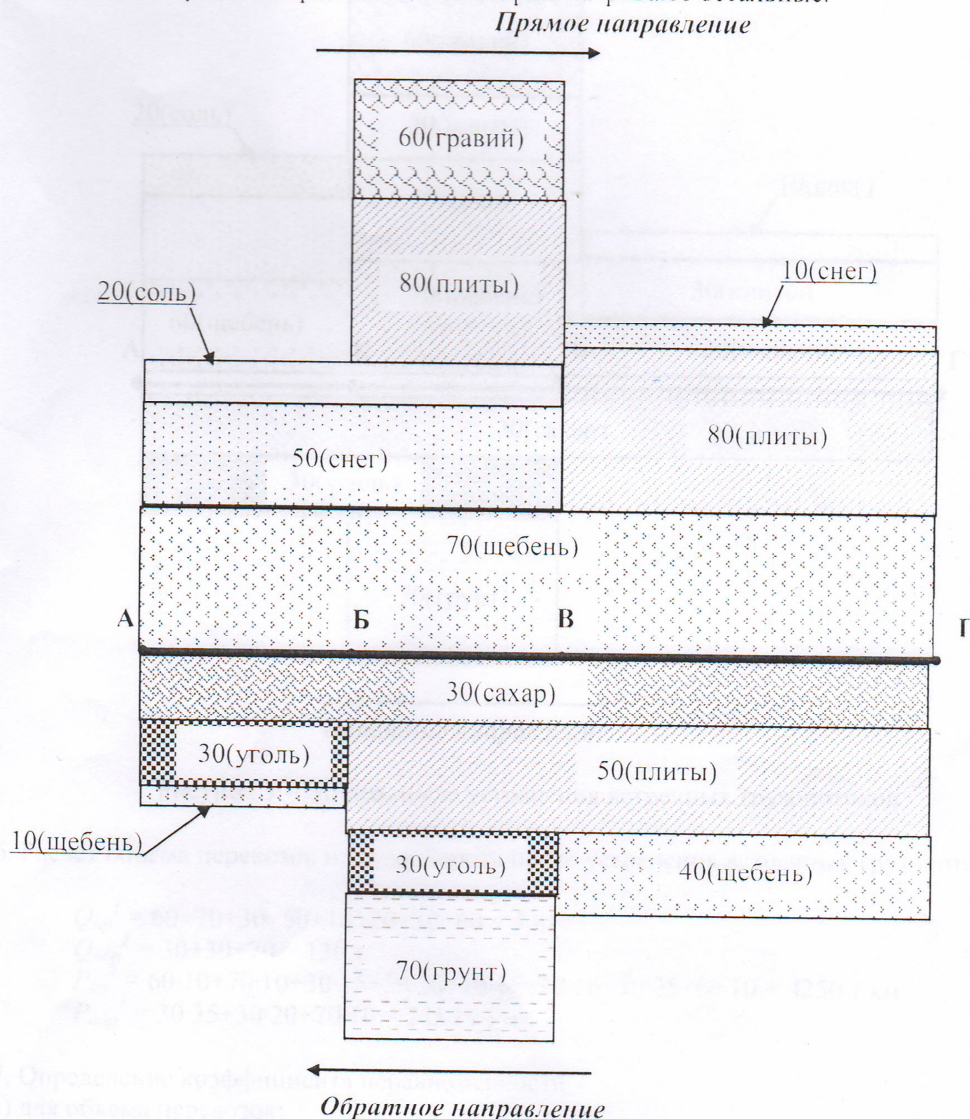 Прямое направление
60(гравий)
80(плиты)
10(снег)
20(соль)
80(плиты)
50(снег)
70(щебень)
А Б В Г
30(сахар)
30(уголь)
50(плиты)
10(щебень)
30(уголь)
40(щебень)
70(грунт)
Обратное направление